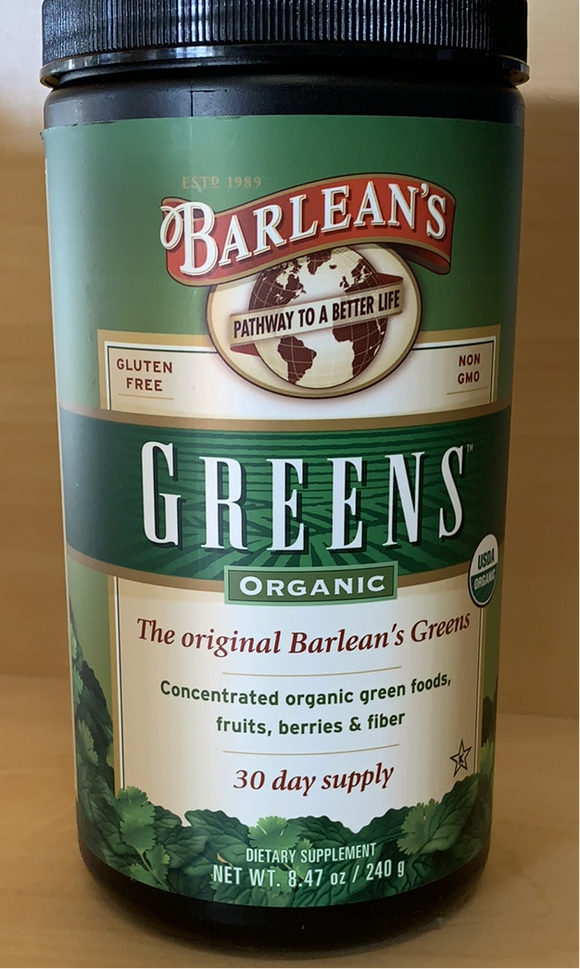 ESTD 1989
BARLEAN'S
PATHWAY TO A BETTER LIFE
GLUTEN
FREE
NON
GMO
GREENS™
USDA
ORGANIC
ORGANIC
The original Barlean's Greens
Concentrated organic green foods,
fruits, berries & fiber
K
30 day supply
DIETARY SUPPLEMENT
NET WT. 8.47 oz / 240 g